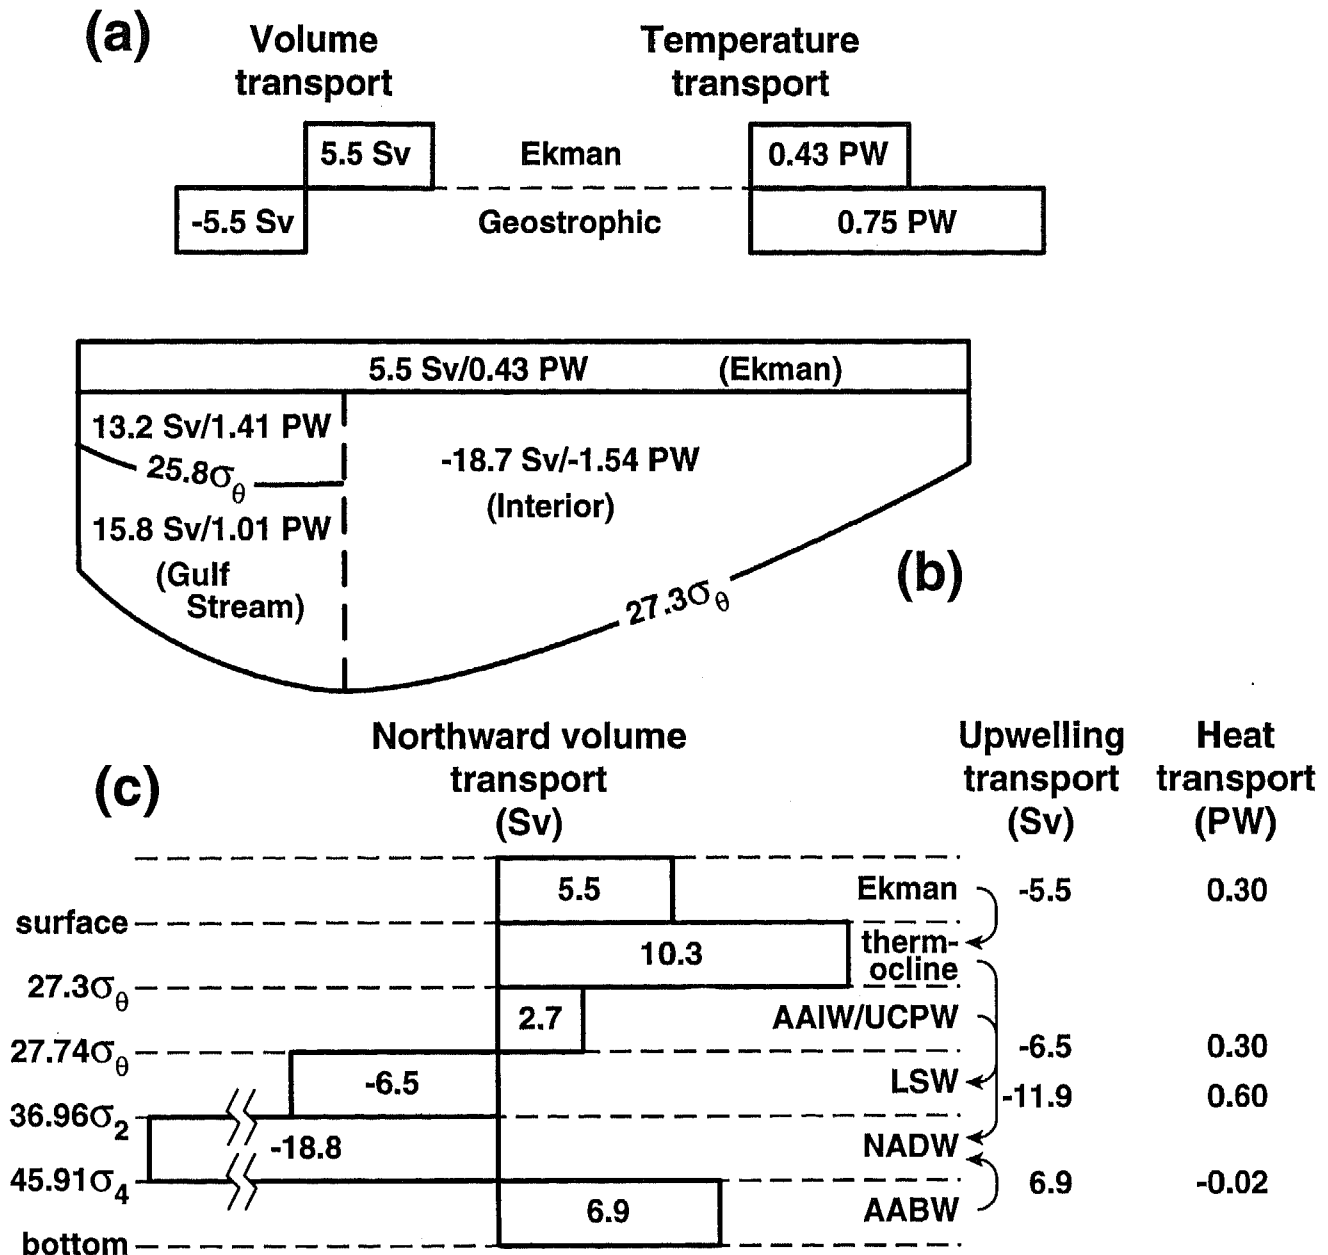 (a)
Volume
transport
Temperature
transport
5.5 Sv
Ekman
0.43 PW
-5.5 Sv
Geostrophic
0.75 PW
5.5 Sv/0.43 PW (Ekman)
13.2 Sv/1.41 PW
25.8σθ
-18.7 Sv/-1.54 PW
(Interior)
15.8 Sv/1.01 PW
(Gulf
Stream)
27.3σθ
(b)
(c)
Northward volume
transport
(Sv)
Upwelling
transport
(Sv)
Heat
transport
(PW)
5.5
Ekman
-5.5
0.30
surface
10.3
therm-
ocline
27.3σθ
2.7
AAIW/UCPW
27.74σθ
-6.5
0.30
-6.5
LSW
-11.9
0.60
36.96σ2
-18.8
NADW
45.91σ4
6.9
-0.02
6.9
AABW
bottom